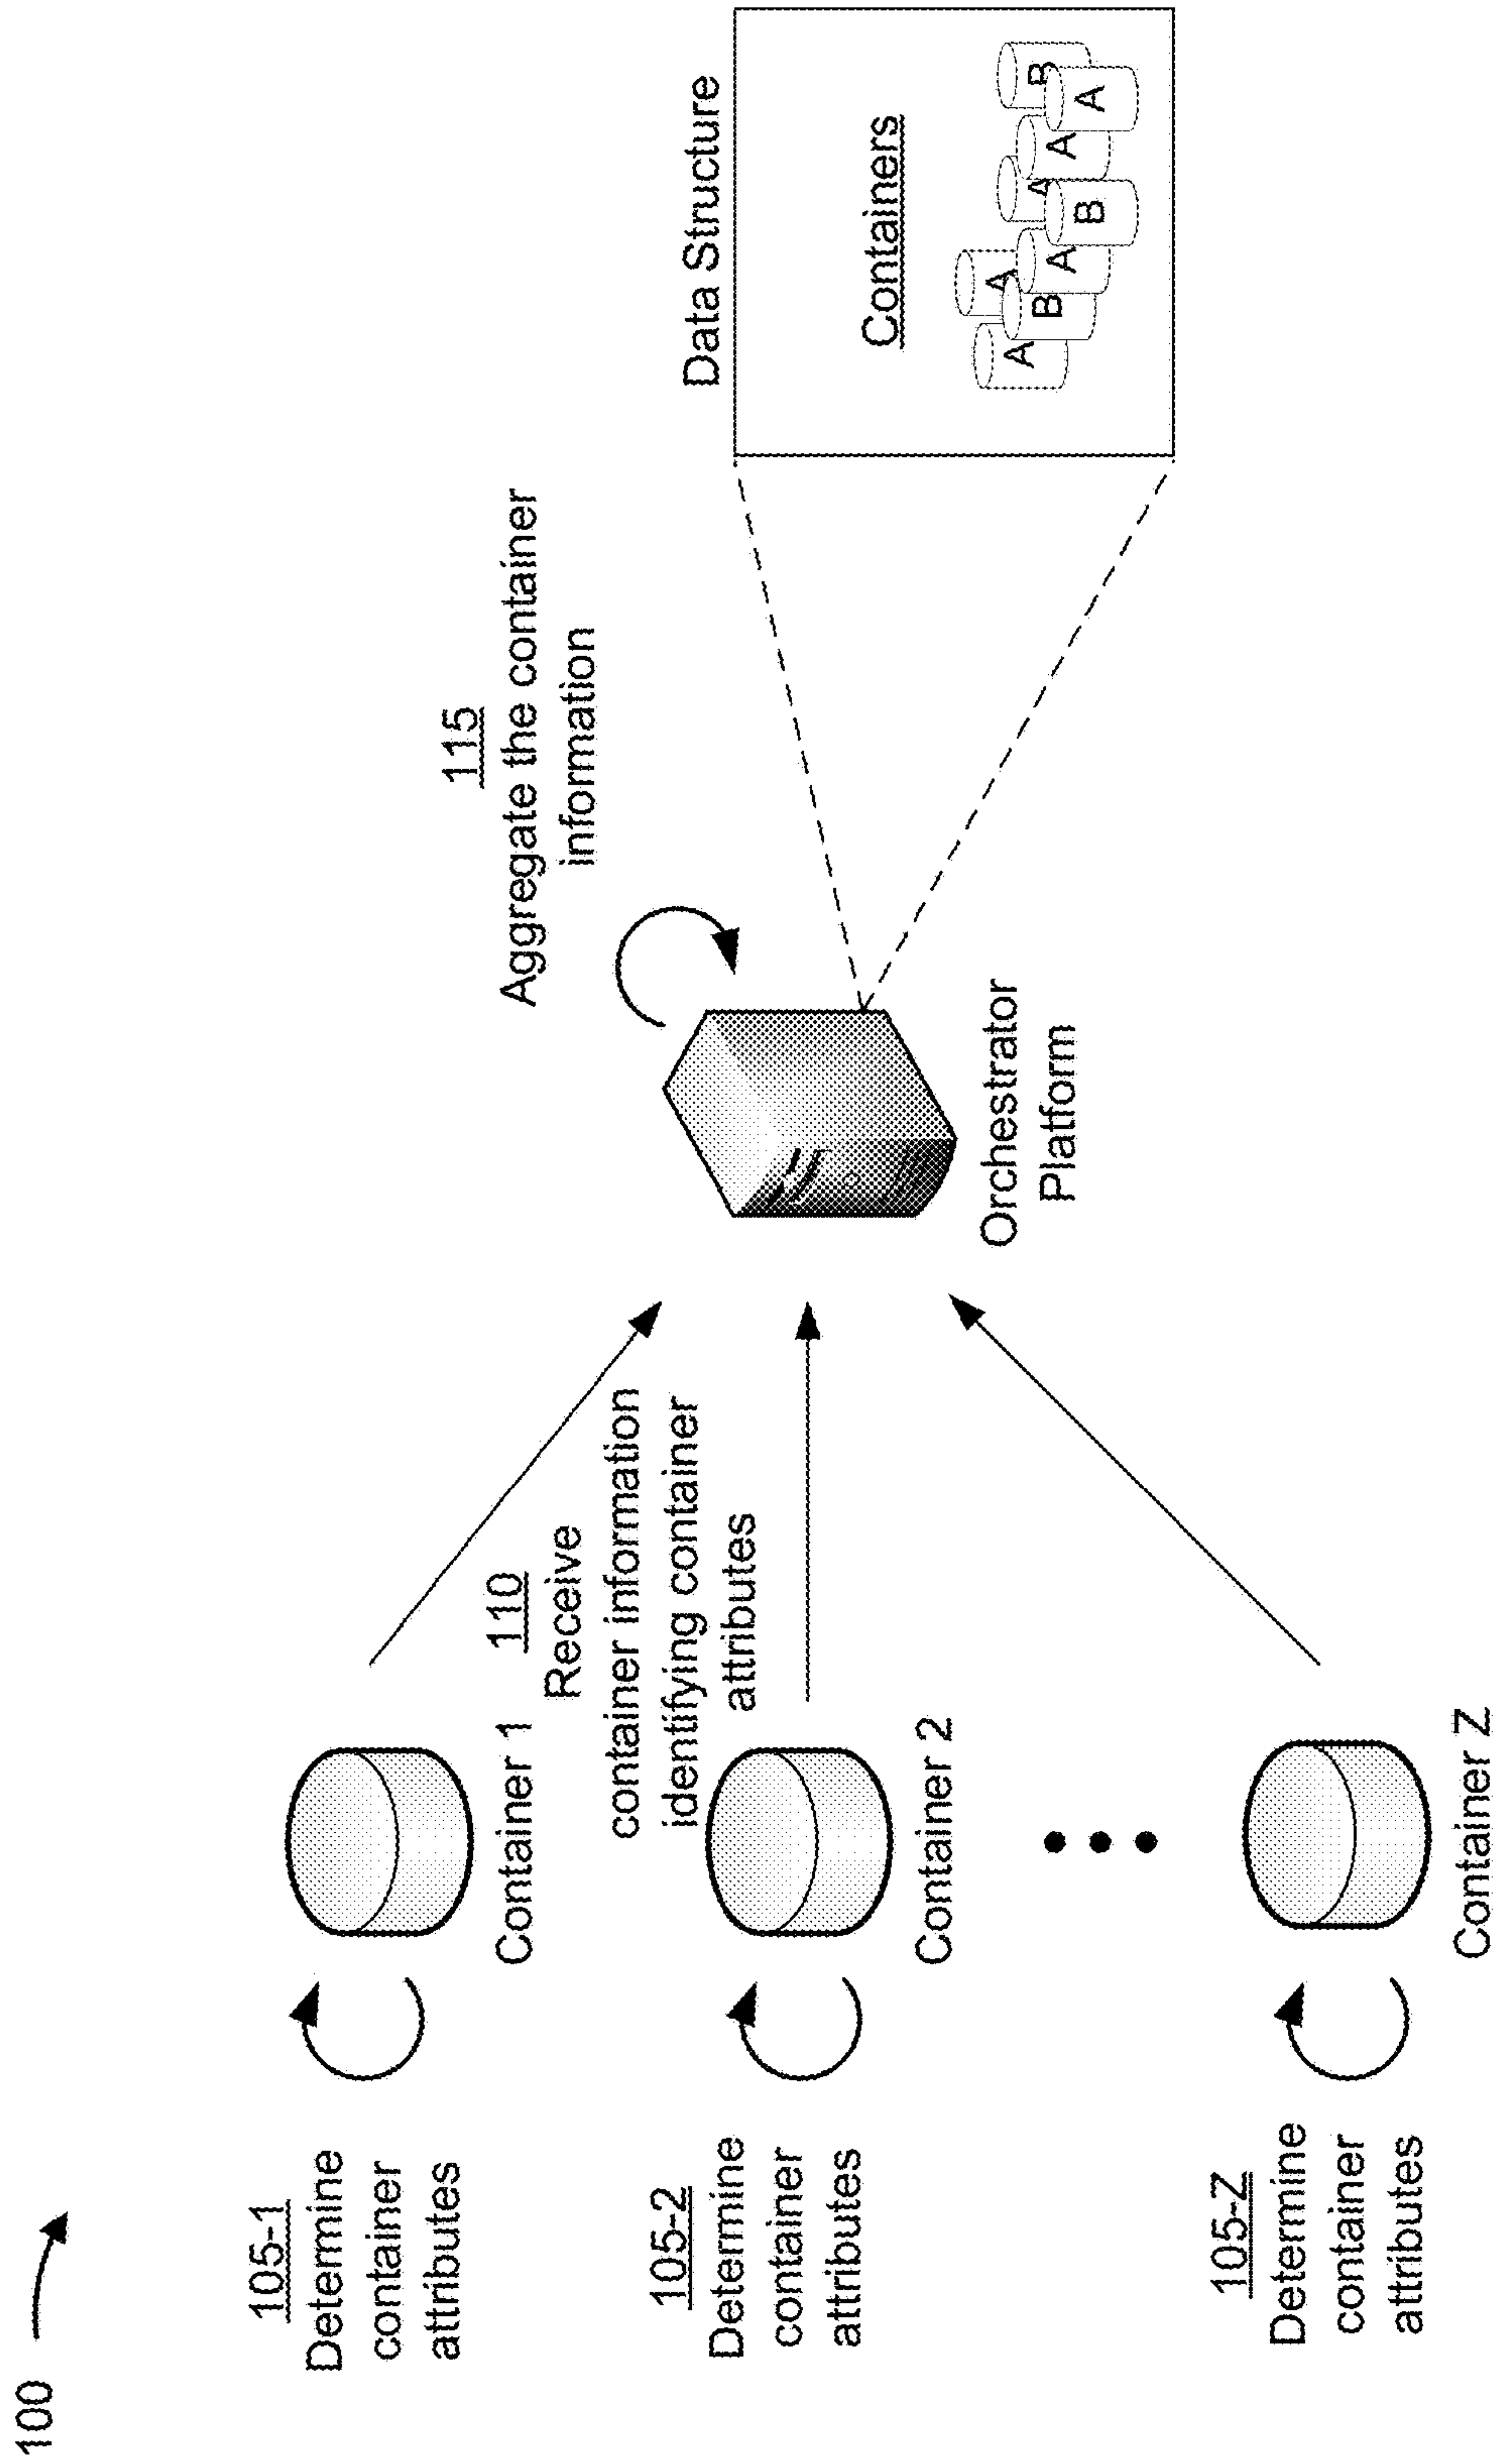 100
105-1
Determine
container
attributes
Container 1
110
Receive
container information
identifying container
attributes
105-2
Determine
container
attributes
Container 2
105-Z
Determine
container
attributes
Container Z
115
Aggregate the container
information
Orchestrator
Platform
Data Structure
Containers
A
B
A
A
B
A
A
A
B